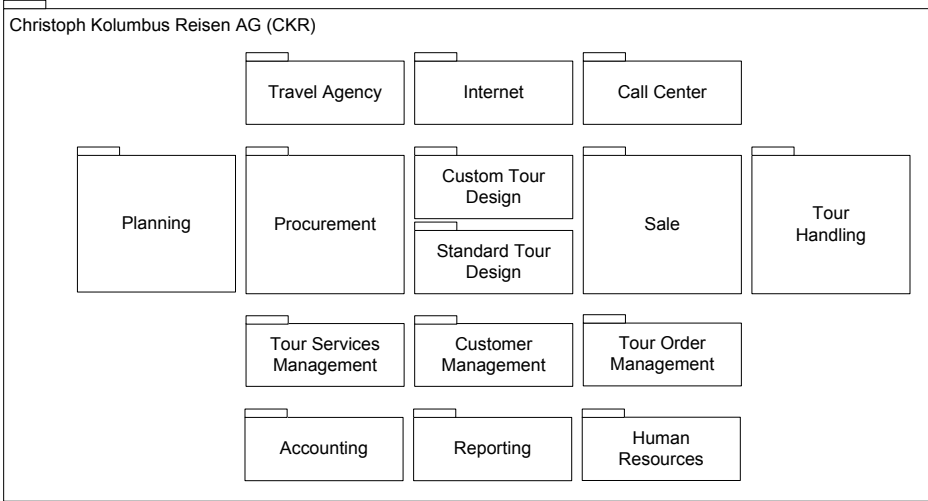 Christoph Kolumbus Reisen AG (CKR)
Travel Agency
Internet
Call Center
Planning
Procurement
Custom Tour
Design
Standard Tour
Design
Sale
Tour
Handling
Tour Services
Management
Customer
Management
Tour Order
Management
Accounting
Reporting
Human
Resources